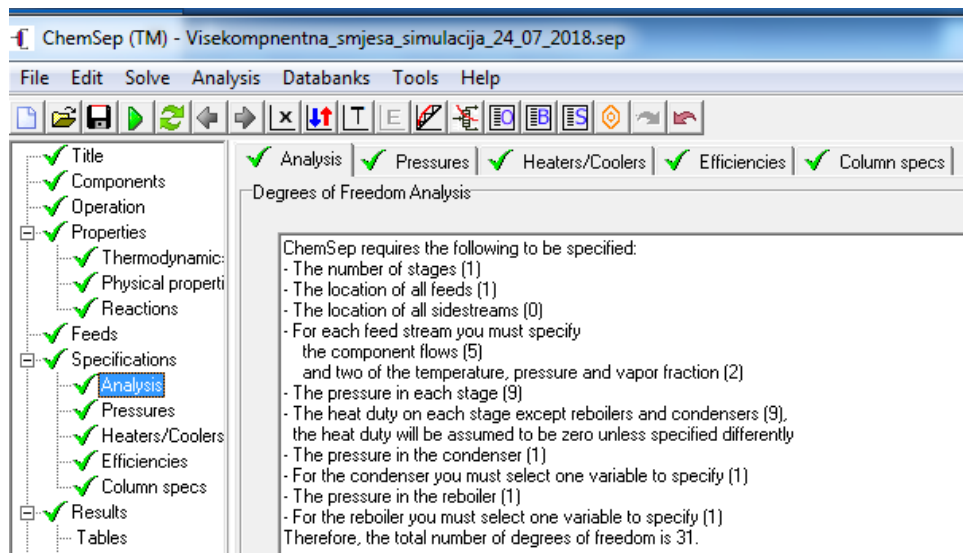 ChemSep (TM) - Visekompnentna_smjesa_simulacija_24_07_2018.sep
File Edit Solve Analysis Databanks Tools Help
Title
Components
Operation
Properties
Thermodynamic
Physical properti
Reactions
Feeds
Specifications
Analysis
Pressures
Heaters/Coolers
Efficiencies
Column specs
Results
Tables
Analysis Pressures Heaters/Coolers Efficiencies Column specs
Degrees of Freedom Analysis
ChemSep requires the following to be specified:
- The number of stages (1)
- The location of all feeds (1)
- The location of all sidestreams (0)
- For each feed stream you must specify
the component flows (5)
and two of the temperature, pressure and vapor fraction (2)
- The pressure in each stage (9)
- The heat duty on each stage except reboilers and condensers (9),
the heat duty will be assumed to be zero unless specified differently
- The pressure in the condenser (1)
- For the condenser you must select one variable to specify (1)
- The pressure in the reboiler (1)
- For the reboiler you must select one variable to specify (1)
Therefore, the total number of degrees of freedom is 31.